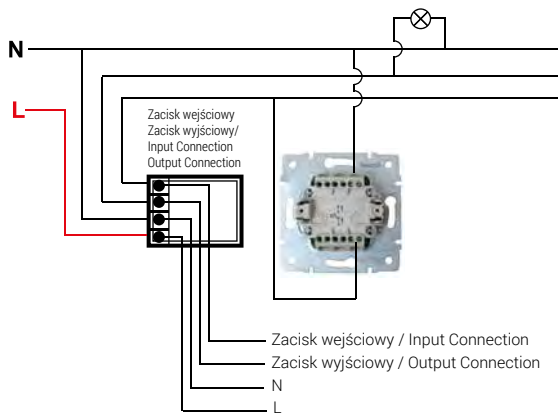 N
L
Zacisk wejściowy
Zacisk wyjściowy/
Input Connection
Output Connection
Zacisk wejściowy / Input Connection
Zacisk wyjściowy / Output Connection
N
L